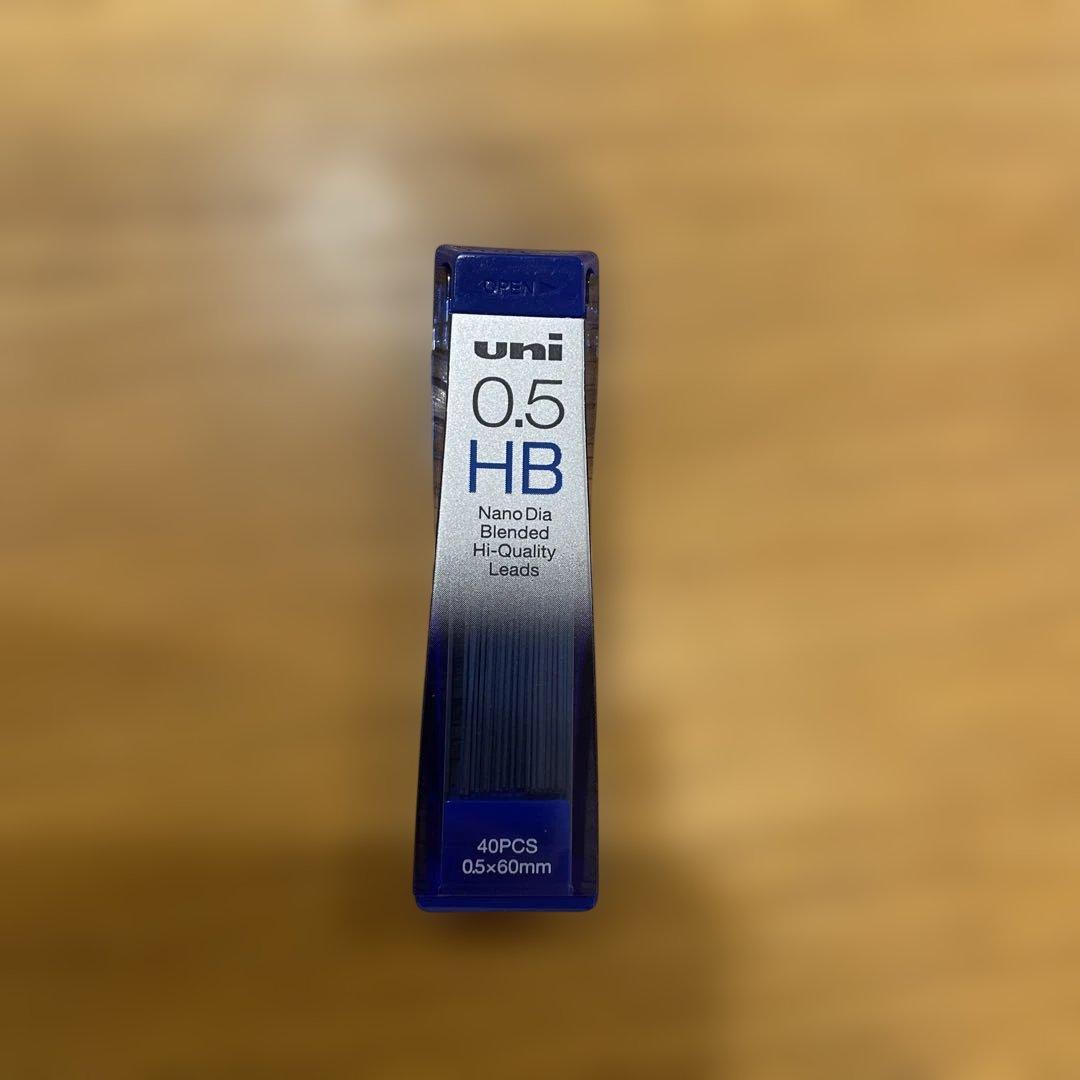 OPEN
uni
0.5
HB
Nano Dia
Blended
Hi-Quality
Leads
40PCS
0.5×60mm